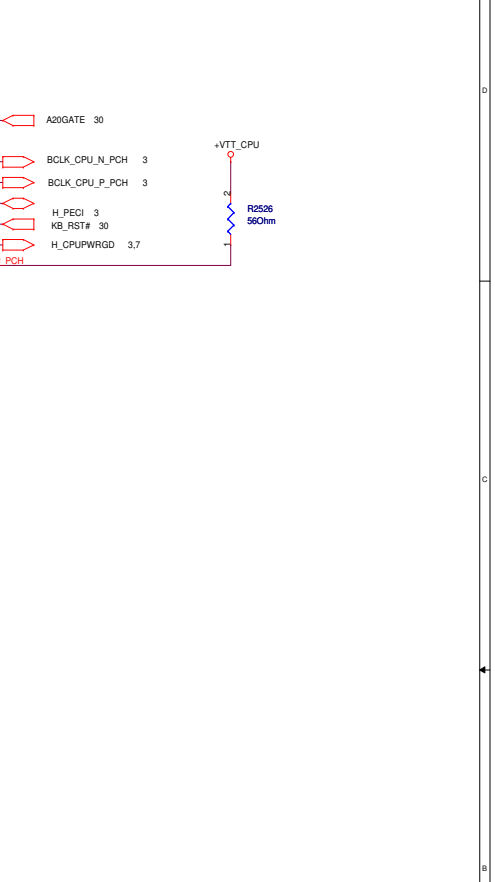 D
A20GATE 30
+VTT_CPU
BCLK_CPU_N_PCH 3
BCLK_CPU_P_PCH 3
2
R2526
56Ohm
H_PECI 3
KB_RST# 30
H_CPUPWRGD 3,7
1
PCH
C
B